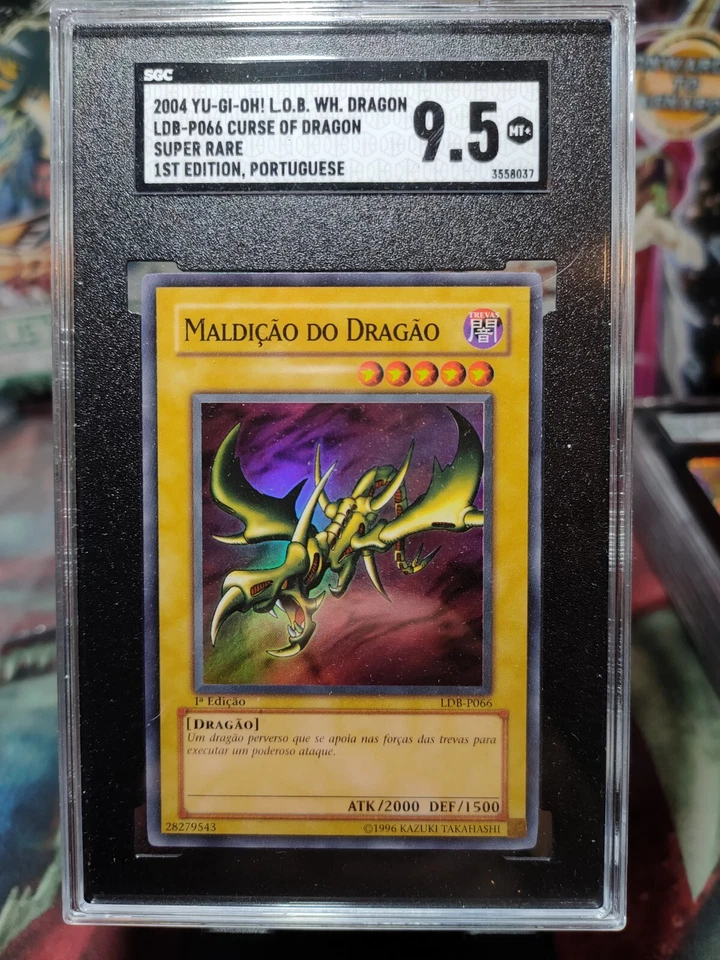 SGC
2004 YU-GI-OH! L.O.B. WH. DRAGON
LDB-P066 CURSE OF DRAGON
SUPER RARE
1ST EDITION, PORTUGUESE
9.5
MT+
3558037
MALDIÇÃO DO DRAGÃO
TREVAS
闇
1ª Edição
LDB-P066
[DRAGÃO]
Um dragão perverso que se apoia nas forças das trevas para
executar um poderoso ataque.
ATK/2000 DEF/1500
28279543
©1996 KAZUKI TAKAHASHI